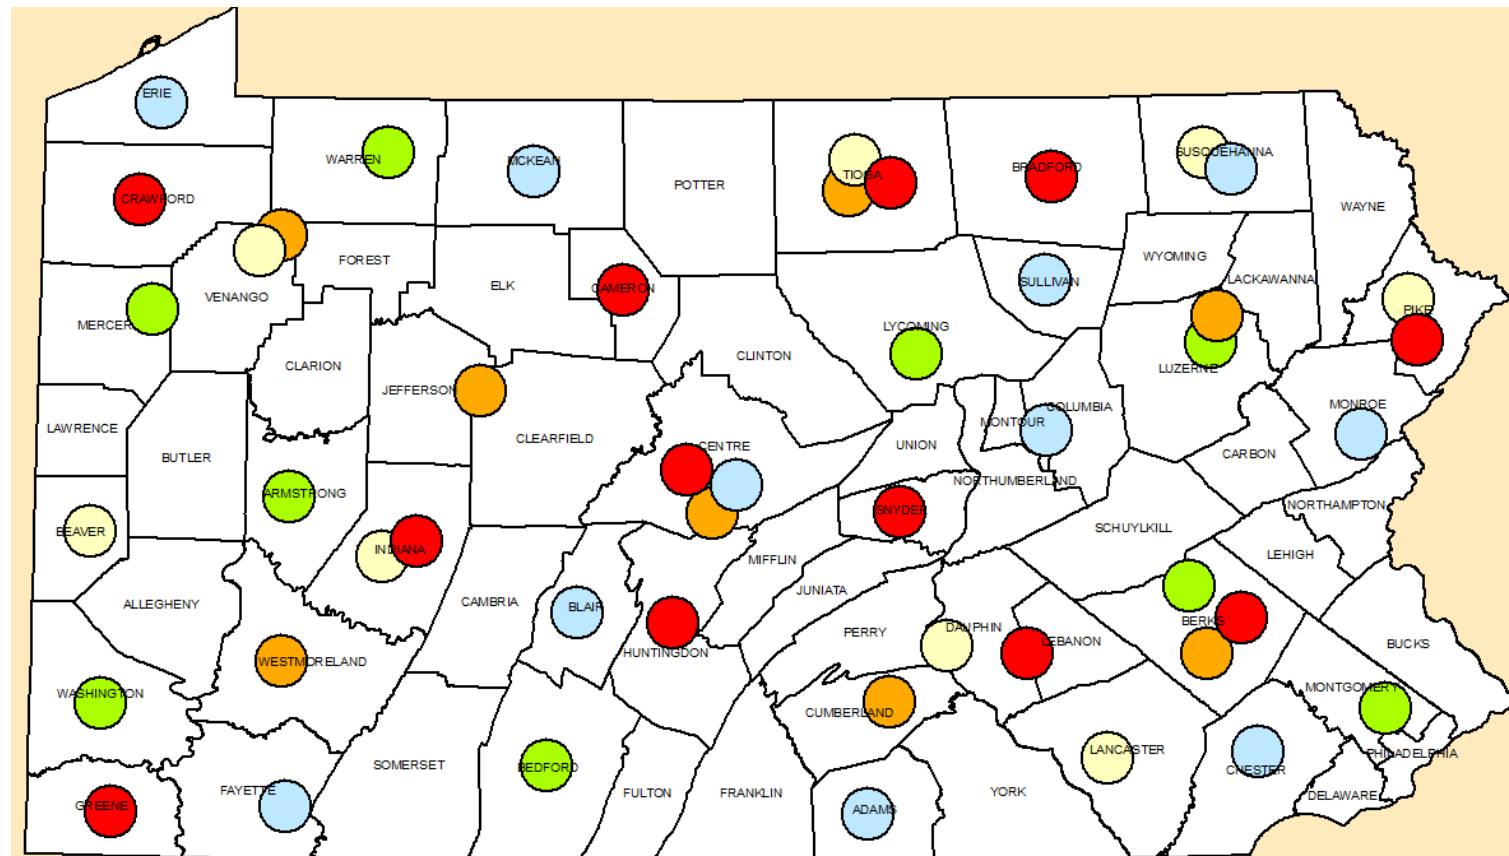 ERIE
WARREN
MCKEAN
SUSQUEHANNA
BRADFORD
TIOGA
POTTER
CRAWFORD
WAYNE
WYOMING
FOREST
LACKAWANNA
SULLIVAN
ELK
CAMERON
VENANGO
PIKE
MERCER
LYCOMING
CLINTON
CLARION
LUZERNE
JEFFERSON
MONROE
COLUMBIA
MONTOUR
LAWRENCE
CLEARFIELD
UNION
CENTRE
CARBON
BUTLER
NORTHUMBERLAND
ARMSTRONG
NORTHAMPTON
SNYDER
SCHUYLKILL
BEAVER
INDIANA
LEHIGH
MIFFLIN
JUNIATA
CAMBRIA
ALLEGHENY
BLAIR
BERKS
DAUPHIN
PERRY
LEBANON
BUCKS
HUNTINGDON
WESTMORELAND
MONTGOMERY
WASHINGTON
CUMBERLAND
LANCASTER
PHILADELPHIA
SOMERSET
BEDFORD
CHESTER
FAYETTE
FULTON
FRANKLIN
YORK
DELAWARE
GREENE
ADAMS